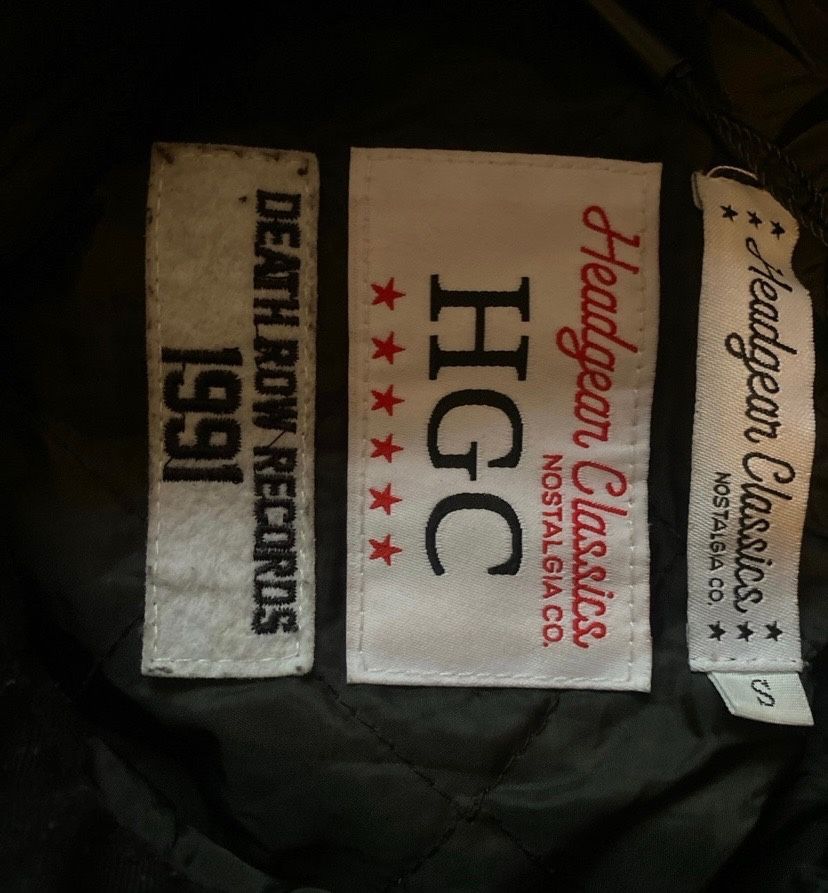 Headgear Classics
NOSTALGIA CO.
S
Headgear Classics
NOSTALGIA CO.
HGC
DEATH ROW RECORDS
1991